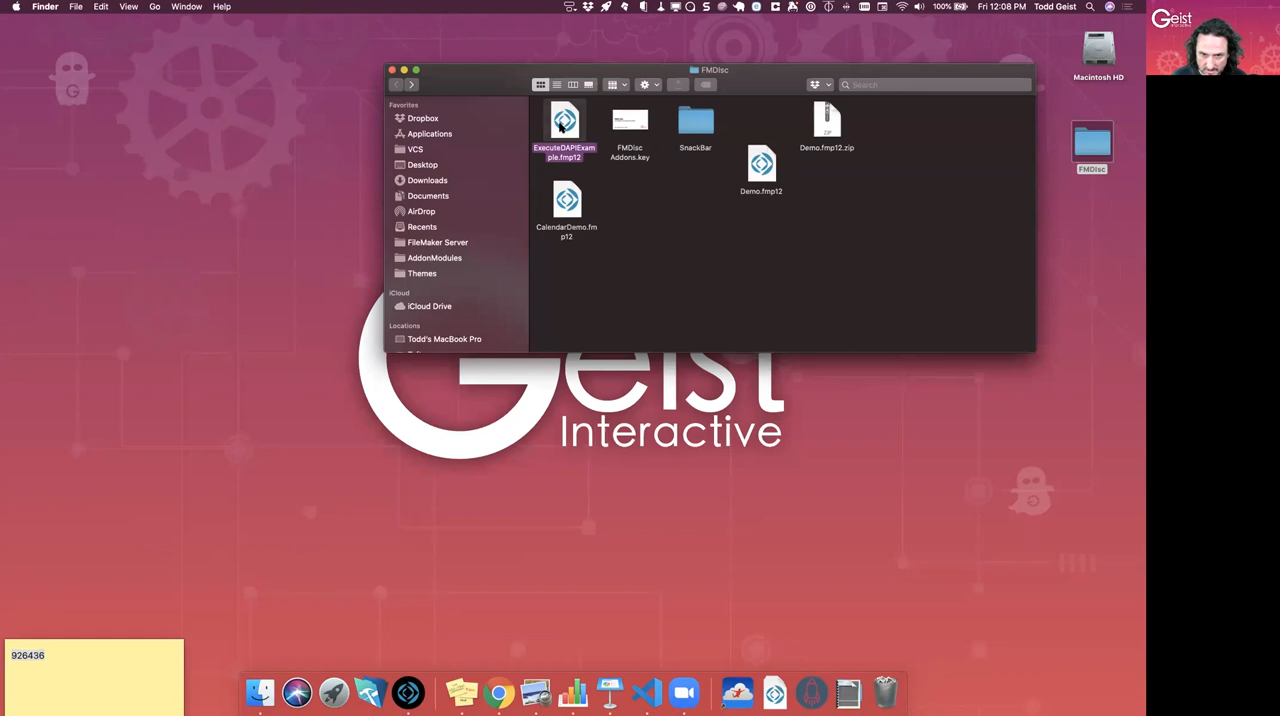 Finder File Edit View Go Window Help
100% Fri 12:08 PM Todd Geist
Geist
INTERACTIVE
FMDIsc
Search
Favorites
Dropbox
Applications
VCS
Desktop
Downloads
Documents
AirDrop
Recents
FileMaker Server
AddonModules
Themes
iCloud
iCloud Drive
Locations
Todd's MacBook Pro
ExecuteDAPIExam
ple.fmp12
FMDisc
Addons.key
SnackBar
ZIP
Demo.fmp12.zip
Demo.fmp12
CalendarDemo.fm
p12
Macintosh HD
FMDIsc
Geist
Interactive
926436